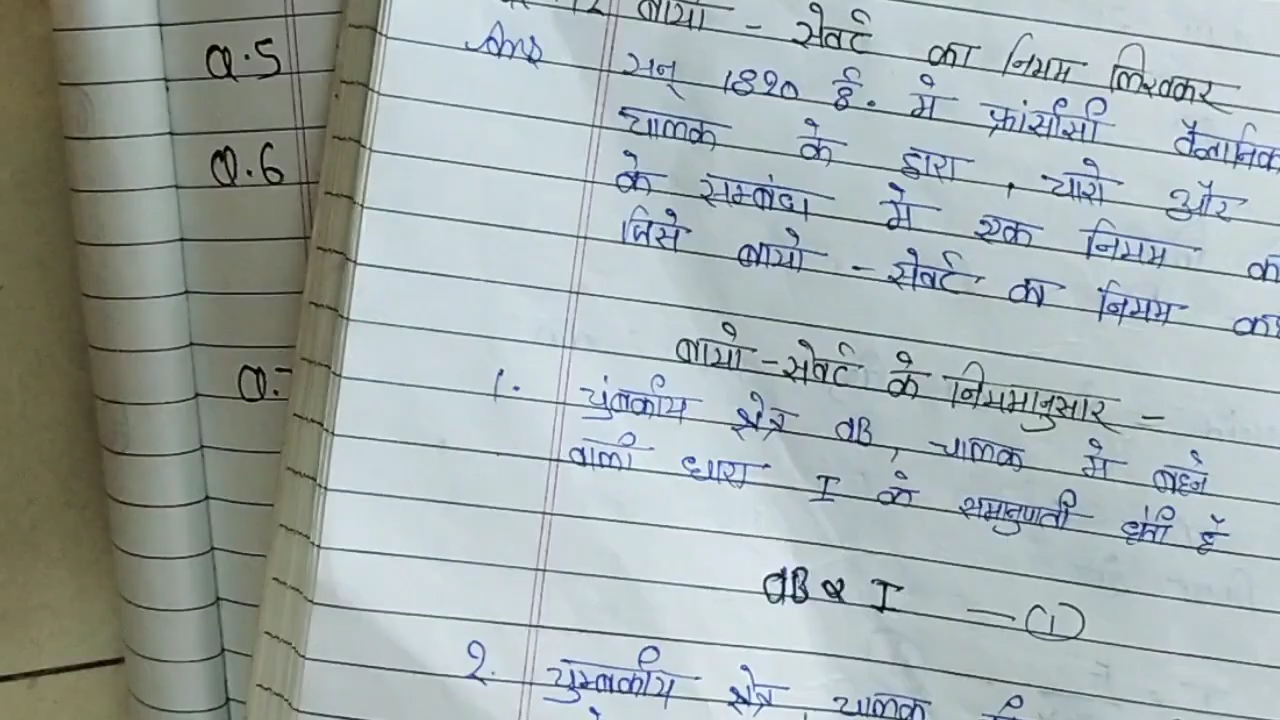 Q.5
Q.6
Q.7
12 बायो - सेवर्ट का नियम लिखकर
Ans सन् 1820 ई. मे फ्रांसीसी वैज्ञानिक
चालक के द्वारा , चारो और
के सम्बंध मे एक नियम
जिसे बायो - सेवर्ट का नियम
बायो - सेवर्ट के नियमानुसार -
1. चुंबकीय क्षेत्र dB, चालक मे बहने
वाली धारा I के समानुपाती होती है
dB α I — (1)
2. चुम्बकीय क्षेत्र चालक